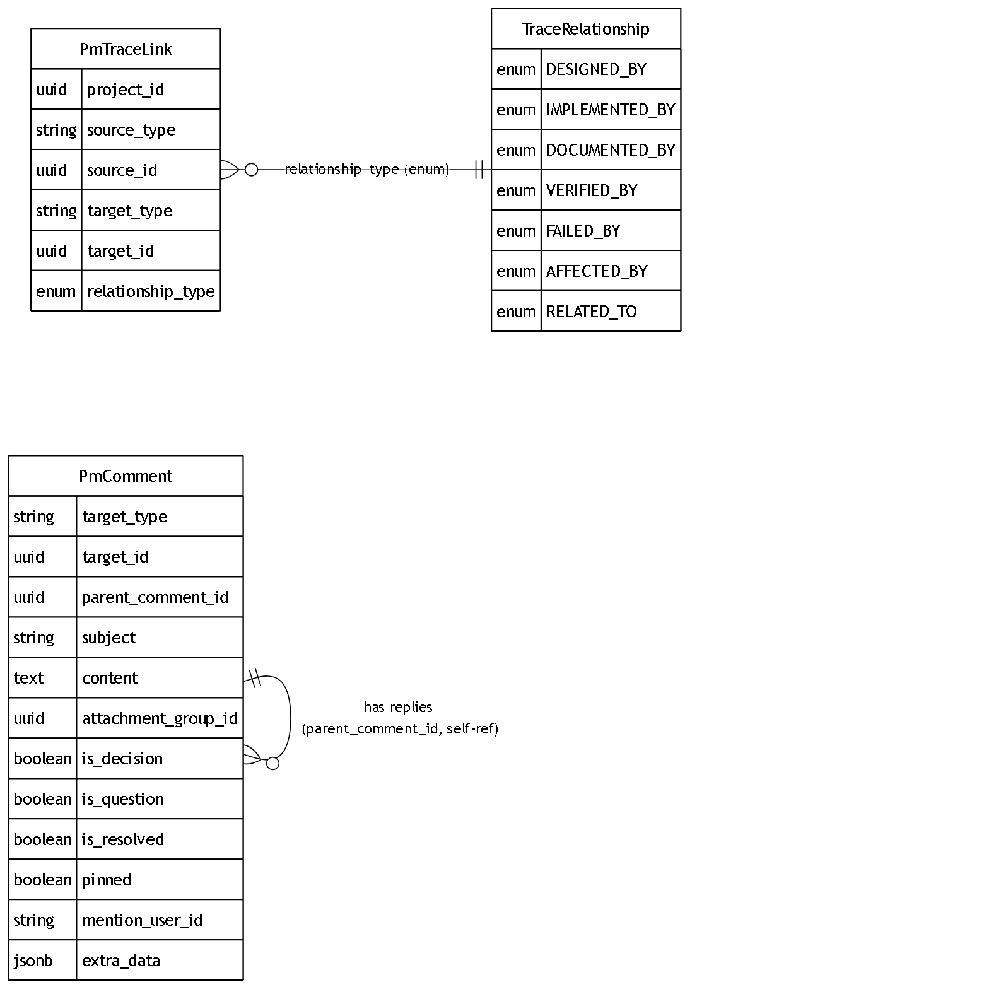 PmTraceLink
uuid project_id
string source_type
uuid source_id
string target_type
uuid target_id
enum relationship_type
relationship_type (enum)
TraceRelationship
enum DESIGNED_BY
enum IMPLEMENTED_BY
enum DOCUMENTED_BY
enum VERIFIED_BY
enum FAILED_BY
enum AFFECTED_BY
enum RELATED_TO
PmComment
string target_type
uuid target_id
uuid parent_comment_id
string subject
text content
uuid attachment_group_id
boolean is_decision
boolean is_question
boolean is_resolved
boolean pinned
string mention_user_id
jsonb extra_data
has replies
(parent_comment_id, self-ref)